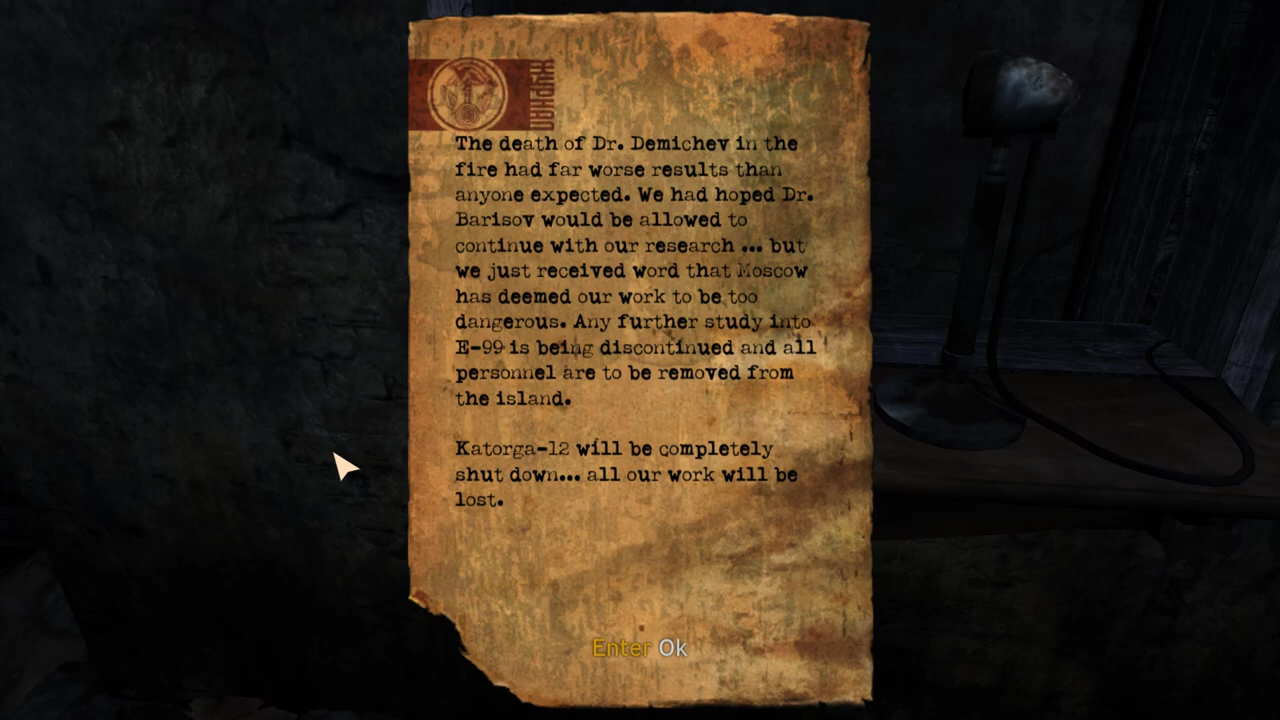 The death of Dr. Demichev in the
fire had far worse results than
anyone expected. We had hoped Dr.
Barisov would be allowed to
continue with our research ... but
we just received word that Moscow
has deemed our work to be too
dangerous. Any further study into
E-99 is being discontinued and all
personnel are to be removed from
the island.
Katorga-12 will be completely
shut down... all our work will be
lost.
Enter Ok